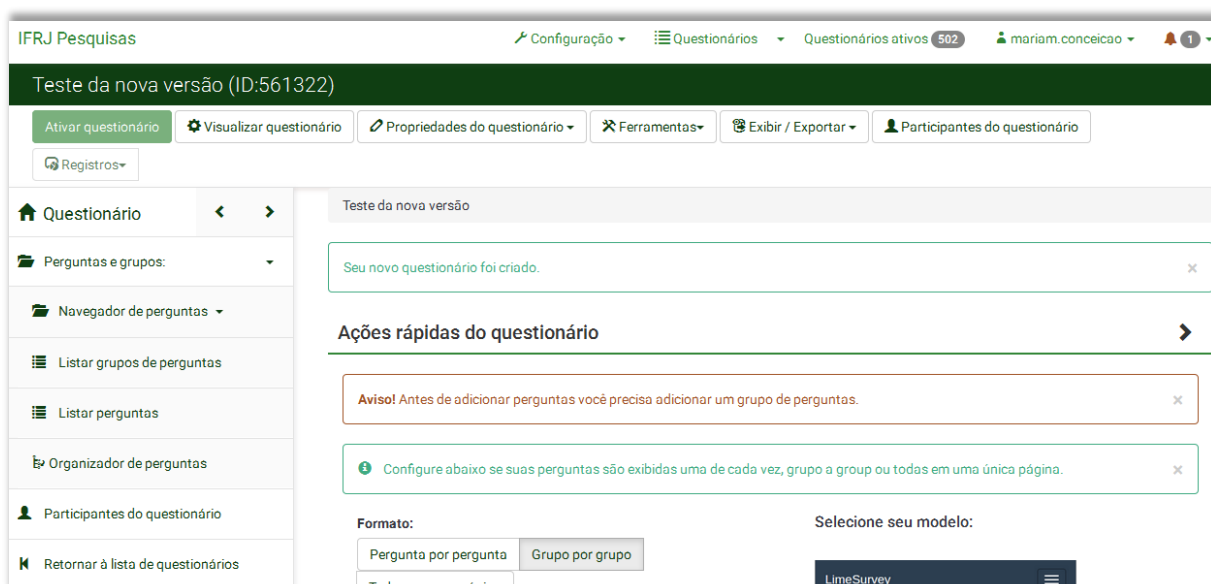 IFRJ Pesquisas Configuração Questionários Questionários ativos 502 mariam.conceicao 1
Teste da nova versão (ID:561322)
Ativar questionário Visualizar questionário Propriedades do questionário Ferramentas Exibir / Exportar Participantes do questionário
Registros
Questionário
Teste da nova versão
Perguntas e grupos:
Seu novo questionário foi criado. ×
Navegador de perguntas
Ações rápidas do questionário
Listar grupos de perguntas
Aviso! Antes de adicionar perguntas você precisa adicionar um grupo de perguntas. ×
Listar perguntas
Organizador de perguntas
Configure abaixo se suas perguntas são exibidas uma de cada vez, grupo a group ou todas em uma única página. ×
Participantes do questionário
Formato:
Selecione seu modelo:
Retornar à lista de questionários
Pergunta por pergunta Grupo por grupo
LimeSurvey